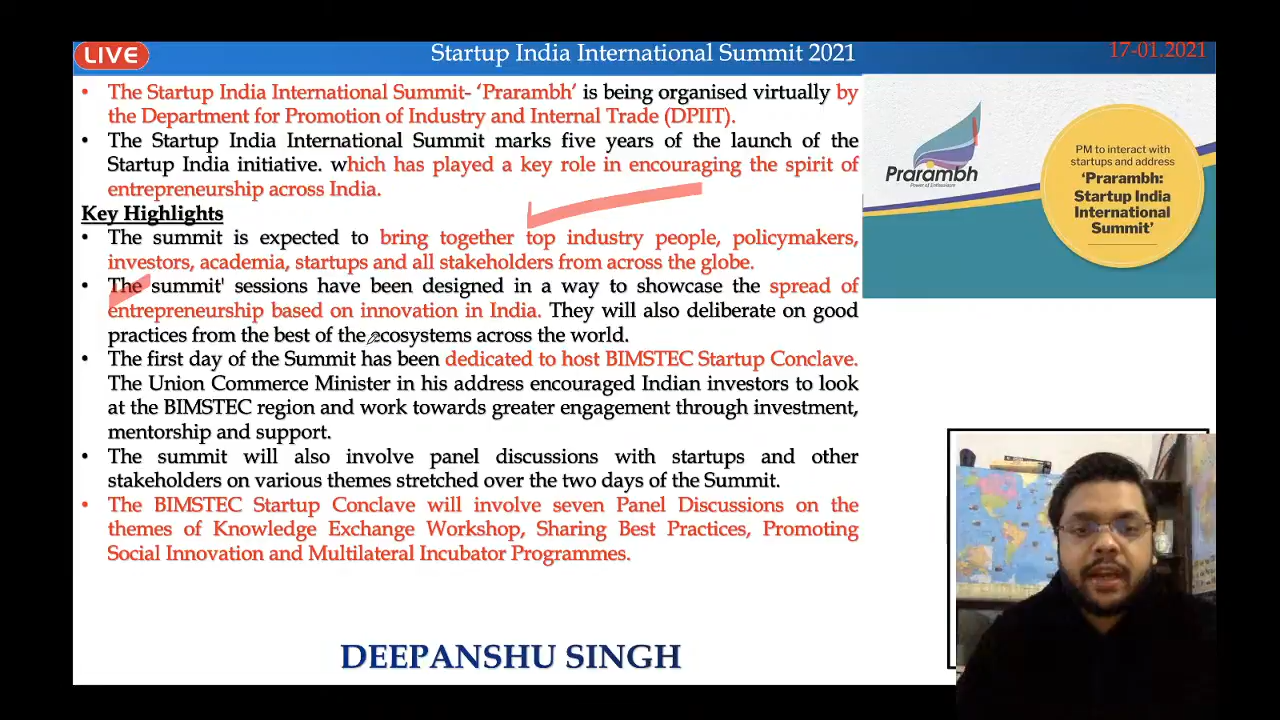 LIVE
Startup India International Summit 2021
17-01.2021
• The Startup India International Summit- ‘Prarambh’ is being organised virtually by
the Department for Promotion of Industry and Internal Trade (DPIIT).
• The Startup India International Summit marks five years of the launch of the
Startup India initiative. which has played a key role in encouraging the spirit of
entrepreneurship across India.
Key Highlights
• The summit is expected to bring together top industry people, policymakers,
investors, academia, startups and all stakeholders from across the globe.
• The summit' sessions have been designed in a way to showcase the spread of
entrepreneurship based on innovation in India. They will also deliberate on good
practices from the best of the ecosystems across the world.
• The first day of the Summit has been dedicated to host BIMSTEC Startup Conclave.
The Union Commerce Minister in his address encouraged Indian investors to look
at the BIMSTEC region and work towards greater engagement through investment,
mentorship and support.
• The summit will also involve panel discussions with startups and other
stakeholders on various themes stretched over the two days of the Summit.
• The BIMSTEC Startup Conclave will involve seven Panel Discussions on the
themes of Knowledge Exchange Workshop, Sharing Best Practices, Promoting
Social Innovation and Multilateral Incubator Programmes.
Prarambh
Power of Enthusiasm
PM to interact with
startups and address
‘Prarambh:
Startup India
International
Summit’
DEEPANSHU SINGH